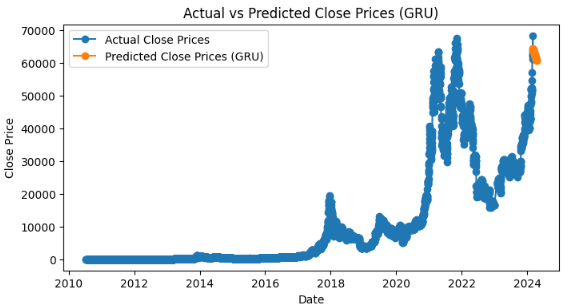 Actual vs Predicted Close Prices (GRU)
Actual Close Prices
Predicted Close Prices (GRU)
Close Price
70000
60000
50000
40000
30000
20000
10000
0
2010 2012 2014 2016 2018 2020 2022 2024
Date